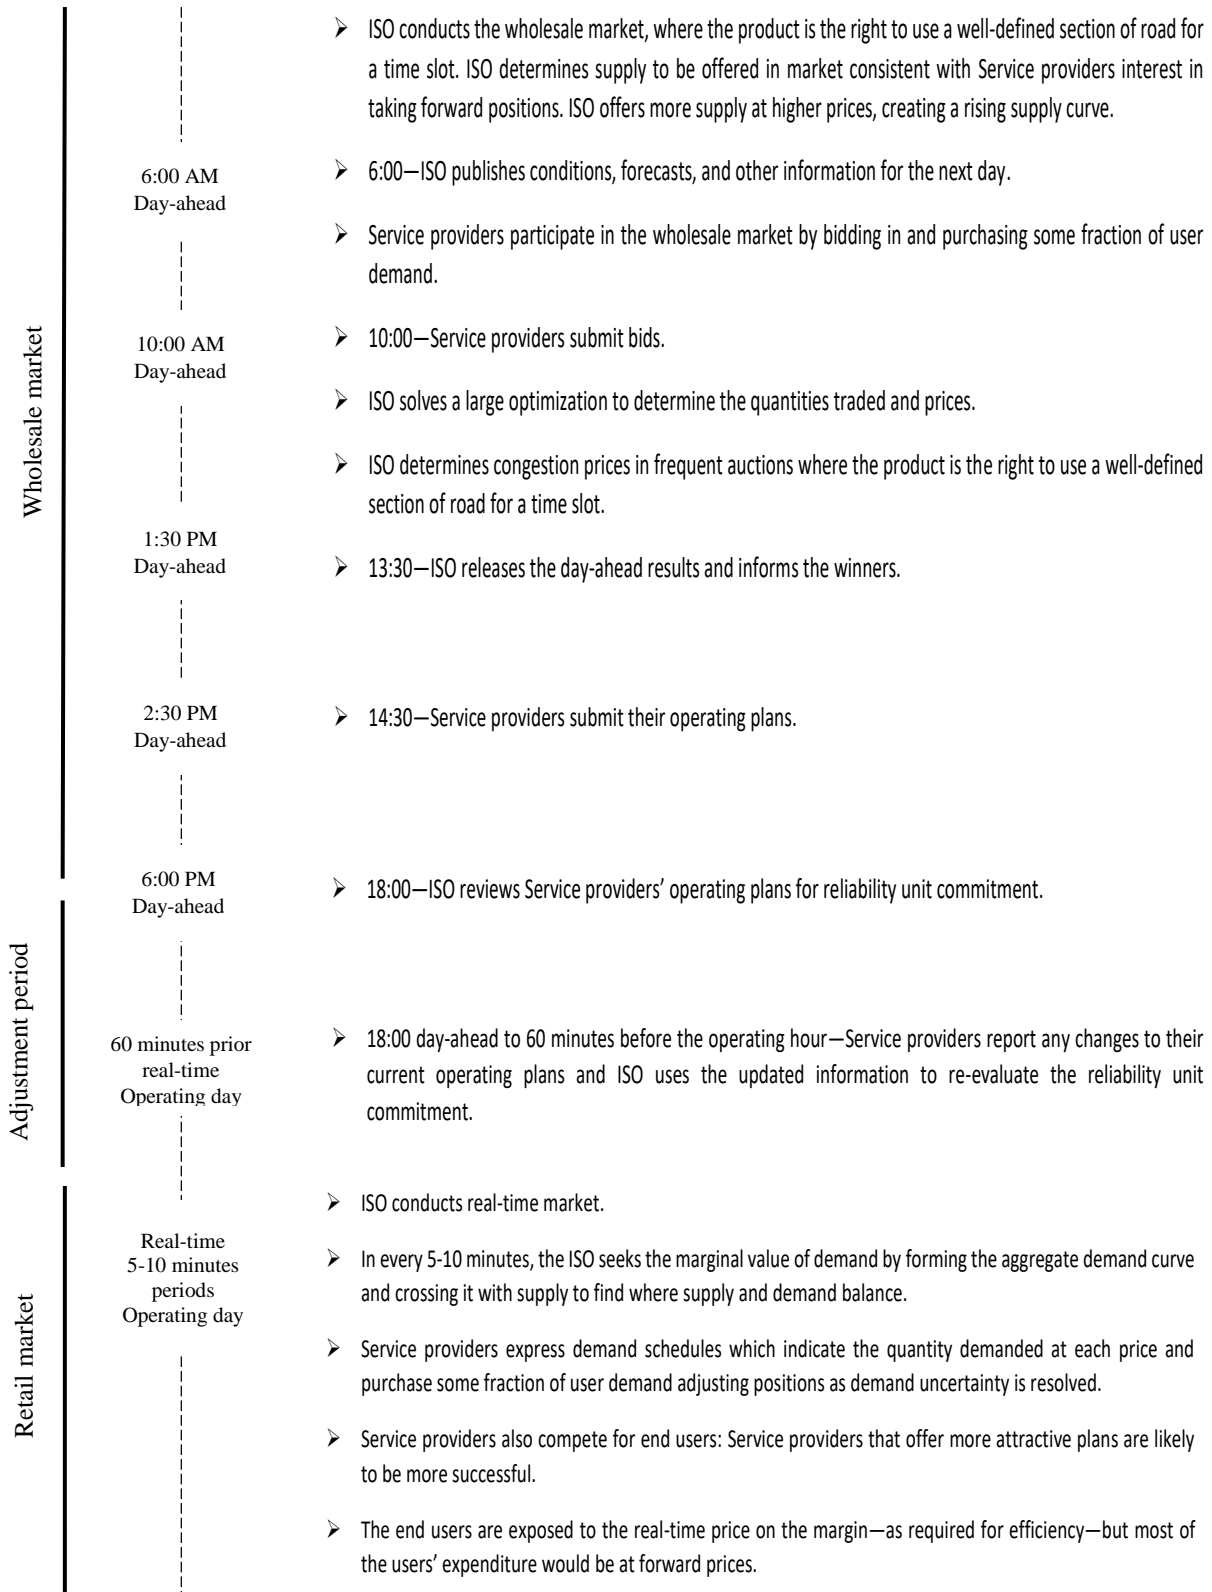 ISO conducts the wholesale market, where the product is the right to use a well-defined section of road for
a time slot. ISO determines supply to be offered in market consistent with Service providers interest in
taking forward positions. ISO offers more supply at higher prices, creating a rising supply curve.
6:00 AM
Day-ahead
6:00—ISO publishes conditions, forecasts, and other information for the next day.
Service providers participate in the wholesale market by bidding in and purchasing some fraction of user
demand.
Wholesale market
10:00 AM
Day-ahead
10:00—Service providers submit bids.
ISO solves a large optimization to determine the quantities traded and prices.
ISO determines congestion prices in frequent auctions where the product is the right to use a well-defined
section of road for a time slot.
1:30 PM
Day-ahead
13:30—ISO releases the day-ahead results and informs the winners.
2:30 PM
Day-ahead
14:30—Service providers submit their operating plans.
6:00 PM
Day-ahead
18:00—ISO reviews Service providers' operating plans for reliability unit commitment.
Adjustment period
60 minutes prior
real-time
Operating day
18:00 day-ahead to 60 minutes before the operating hour—Service providers report any changes to their
current operating plans and ISO uses the updated information to re-evaluate the reliability unit
commitment.
Retail market
Real-time
5-10 minutes
periods
Operating day
ISO conducts real-time market.
In every 5-10 minutes, the ISO seeks the marginal value of demand by forming the aggregate demand curve
and crossing it with supply to find where supply and demand balance.
Service providers express demand schedules which indicate the quantity demanded at each price and
purchase some fraction of user demand adjusting positions as demand uncertainty is resolved.
Service providers also compete for end users: Service providers that offer more attractive plans are likely
to be more successful.
The end users are exposed to the real-time price on the margin—as required for efficiency—but most of
the users' expenditure would be at forward prices.